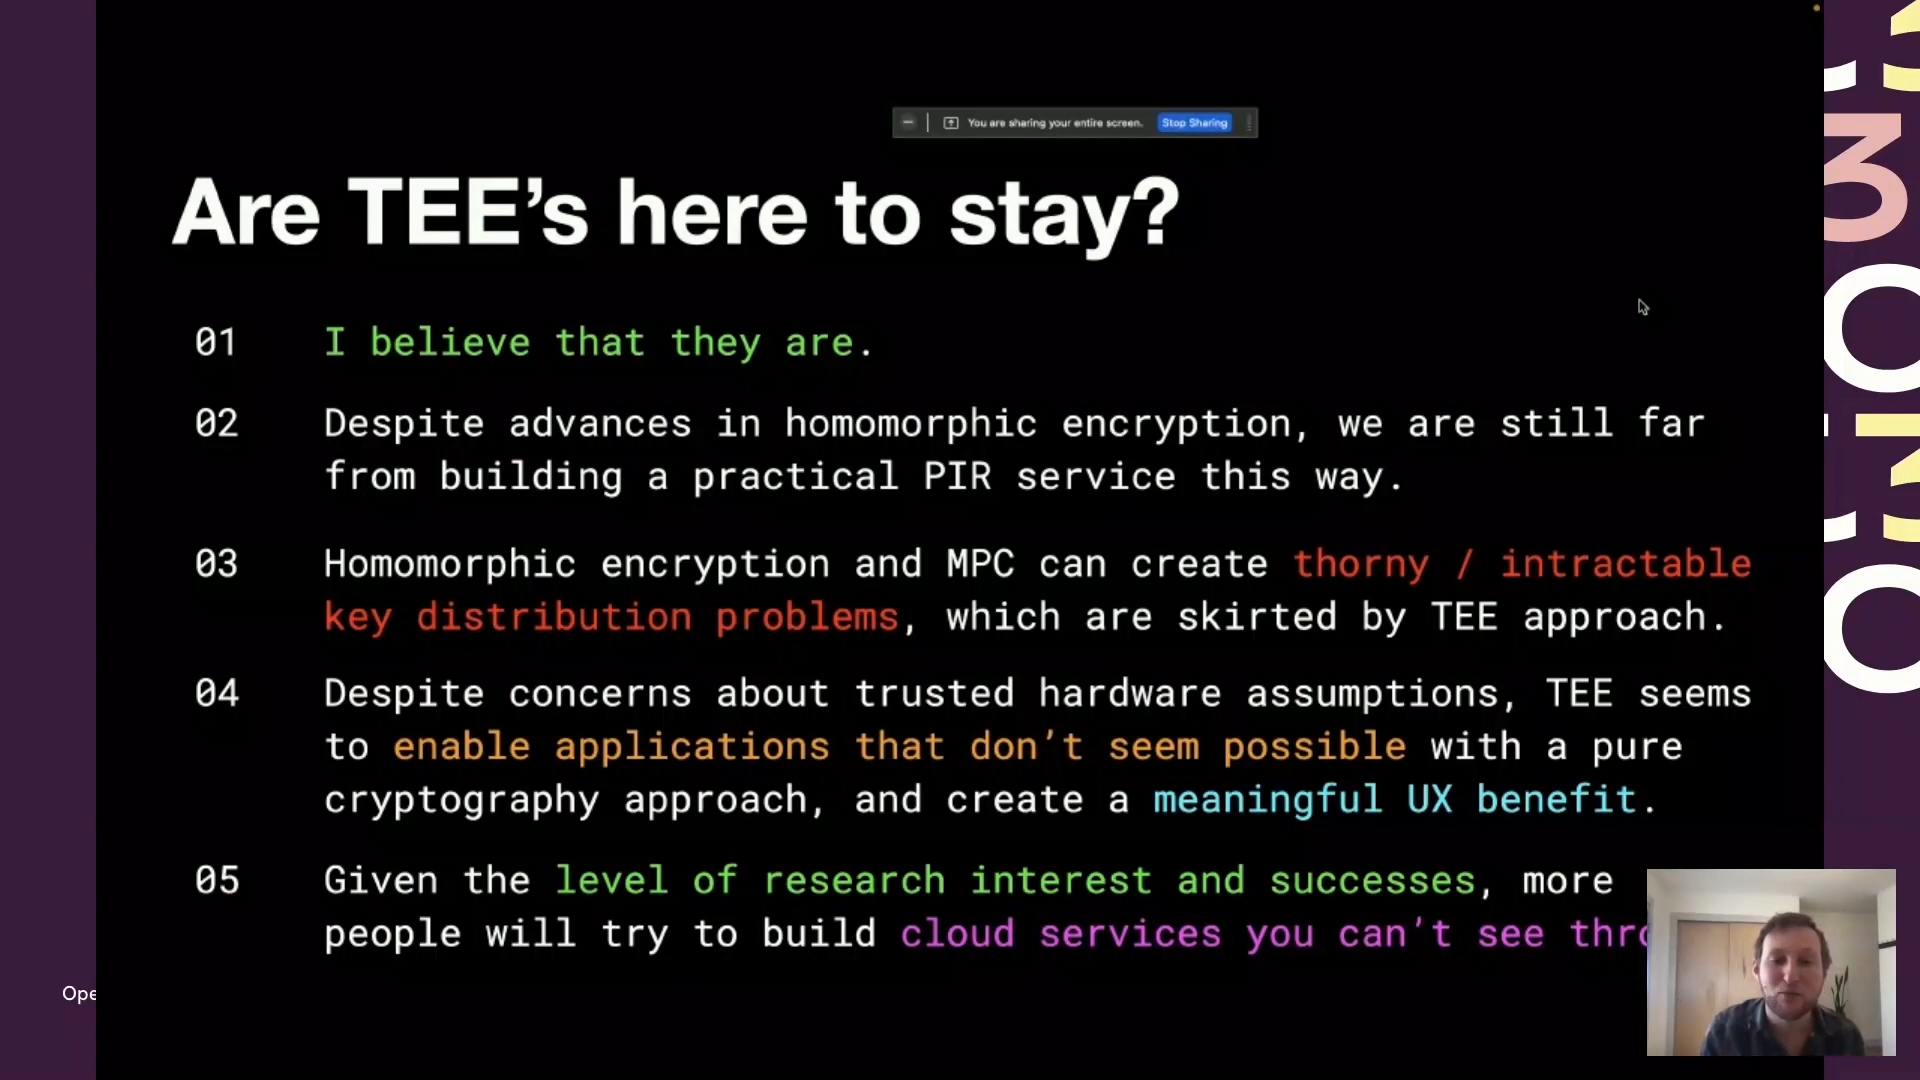 You are sharing your entire screen. Stop Sharing
Are TEE’s here to stay?
01 I believe that they are.
02 Despite advances in homomorphic encryption, we are still far
from building a practical PIR service this way.
03 Homomorphic encryption and MPC can create thorny / intractable
key distribution problems, which are skirted by TEE approach.
04 Despite concerns about trusted hardware assumptions, TEE seems
to enable applications that don’t seem possible with a pure
cryptography approach, and create a meaningful UX benefit.
05 Given the level of research interest and successes, more
people will try to build cloud services you can’t see
Ope